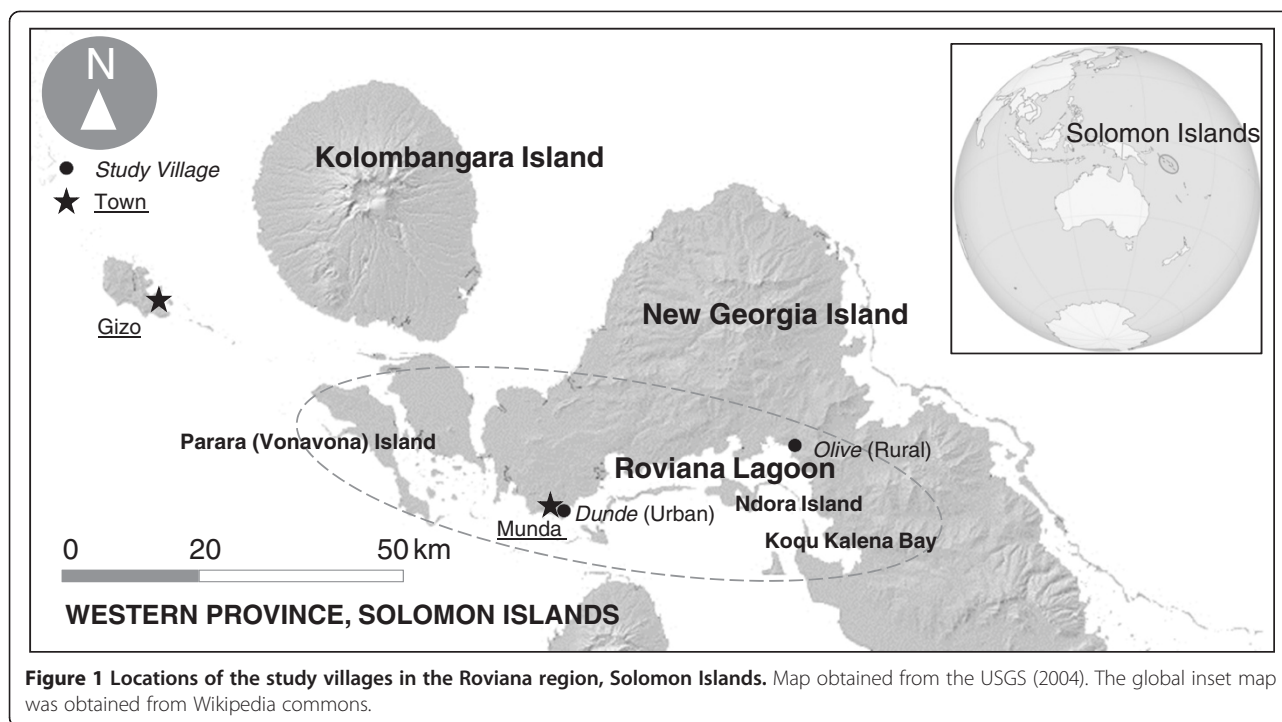 N
Study Village
Town
Kolombangara Island
Solomon Islands
Gizo
New Georgia Island
Parara (Vonavona) Island
Olive (Rural)
Roviana Lagoon
Ndora Island
Dunde (Urban)
Munda
Koqu Kalena Bay
0 20 50 km
WESTERN PROVINCE, SOLOMON ISLANDS
Figure 1 Locations of the study villages in the Roviana region, Solomon Islands. Map obtained from the USGS (2004). The global inset map
was obtained from Wikipedia commons.